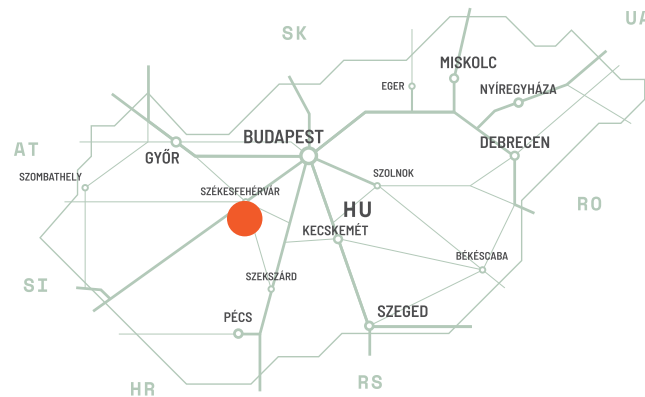 UA
SK
MISKOLC
EGER
NYÍREGYHÁZA
BUDAPEST
DEBRECEN
AT
GYŐR
SZOMBATHELY
SZOLNOK
SZÉKESFEHÉRVÁR
HU
RO
KECSKEMÉT
BÉKÉSCABA
SZEKSZÁRD
SI
PÉCS
SZEGED
HR
RS